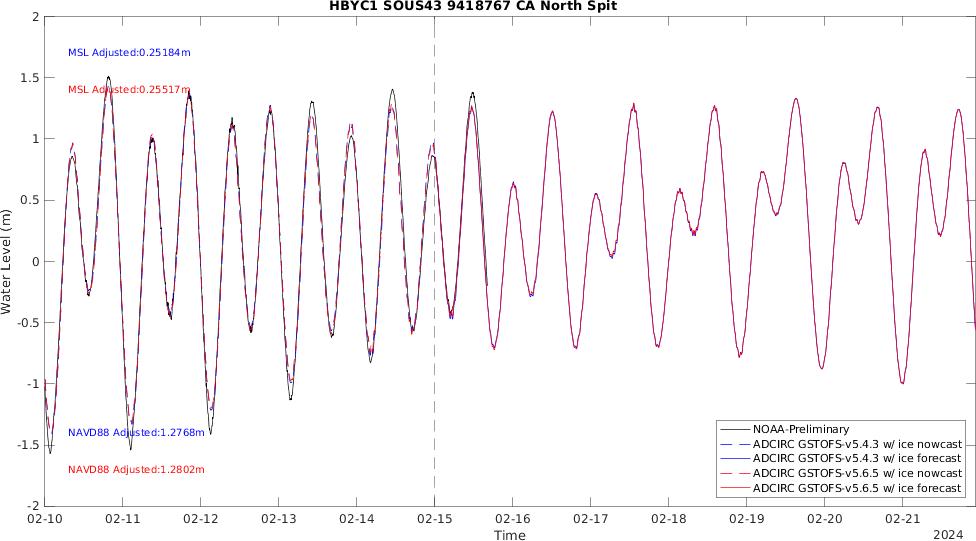 HBYC1 SOUS43 9418767 CA North Spit
2
1.5
1
0.5
0
-0.5
-1
-1.5
-2
Water Level (m)
MSL Adjusted:0.25184m
MSL Adjusted:0.25517m
NAVD88 Adjusted:1.2768m
NAVD88 Adjusted:1.2802m
NOAA-Preliminary
ADCIRC GSTOFS-v5.4.3 w/ ice nowcast
ADCIRC GSTOFS-v5.4.3 w/ ice forecast
ADCIRC GSTOFS-v5.6.5 w/ ice nowcast
ADCIRC GSTOFS-v5.6.5 w/ ice forecast
02-10 02-11 02-12 02-13 02-14 02-15 02-16 02-17 02-18 02-19 02-20 02-21
Time
2024